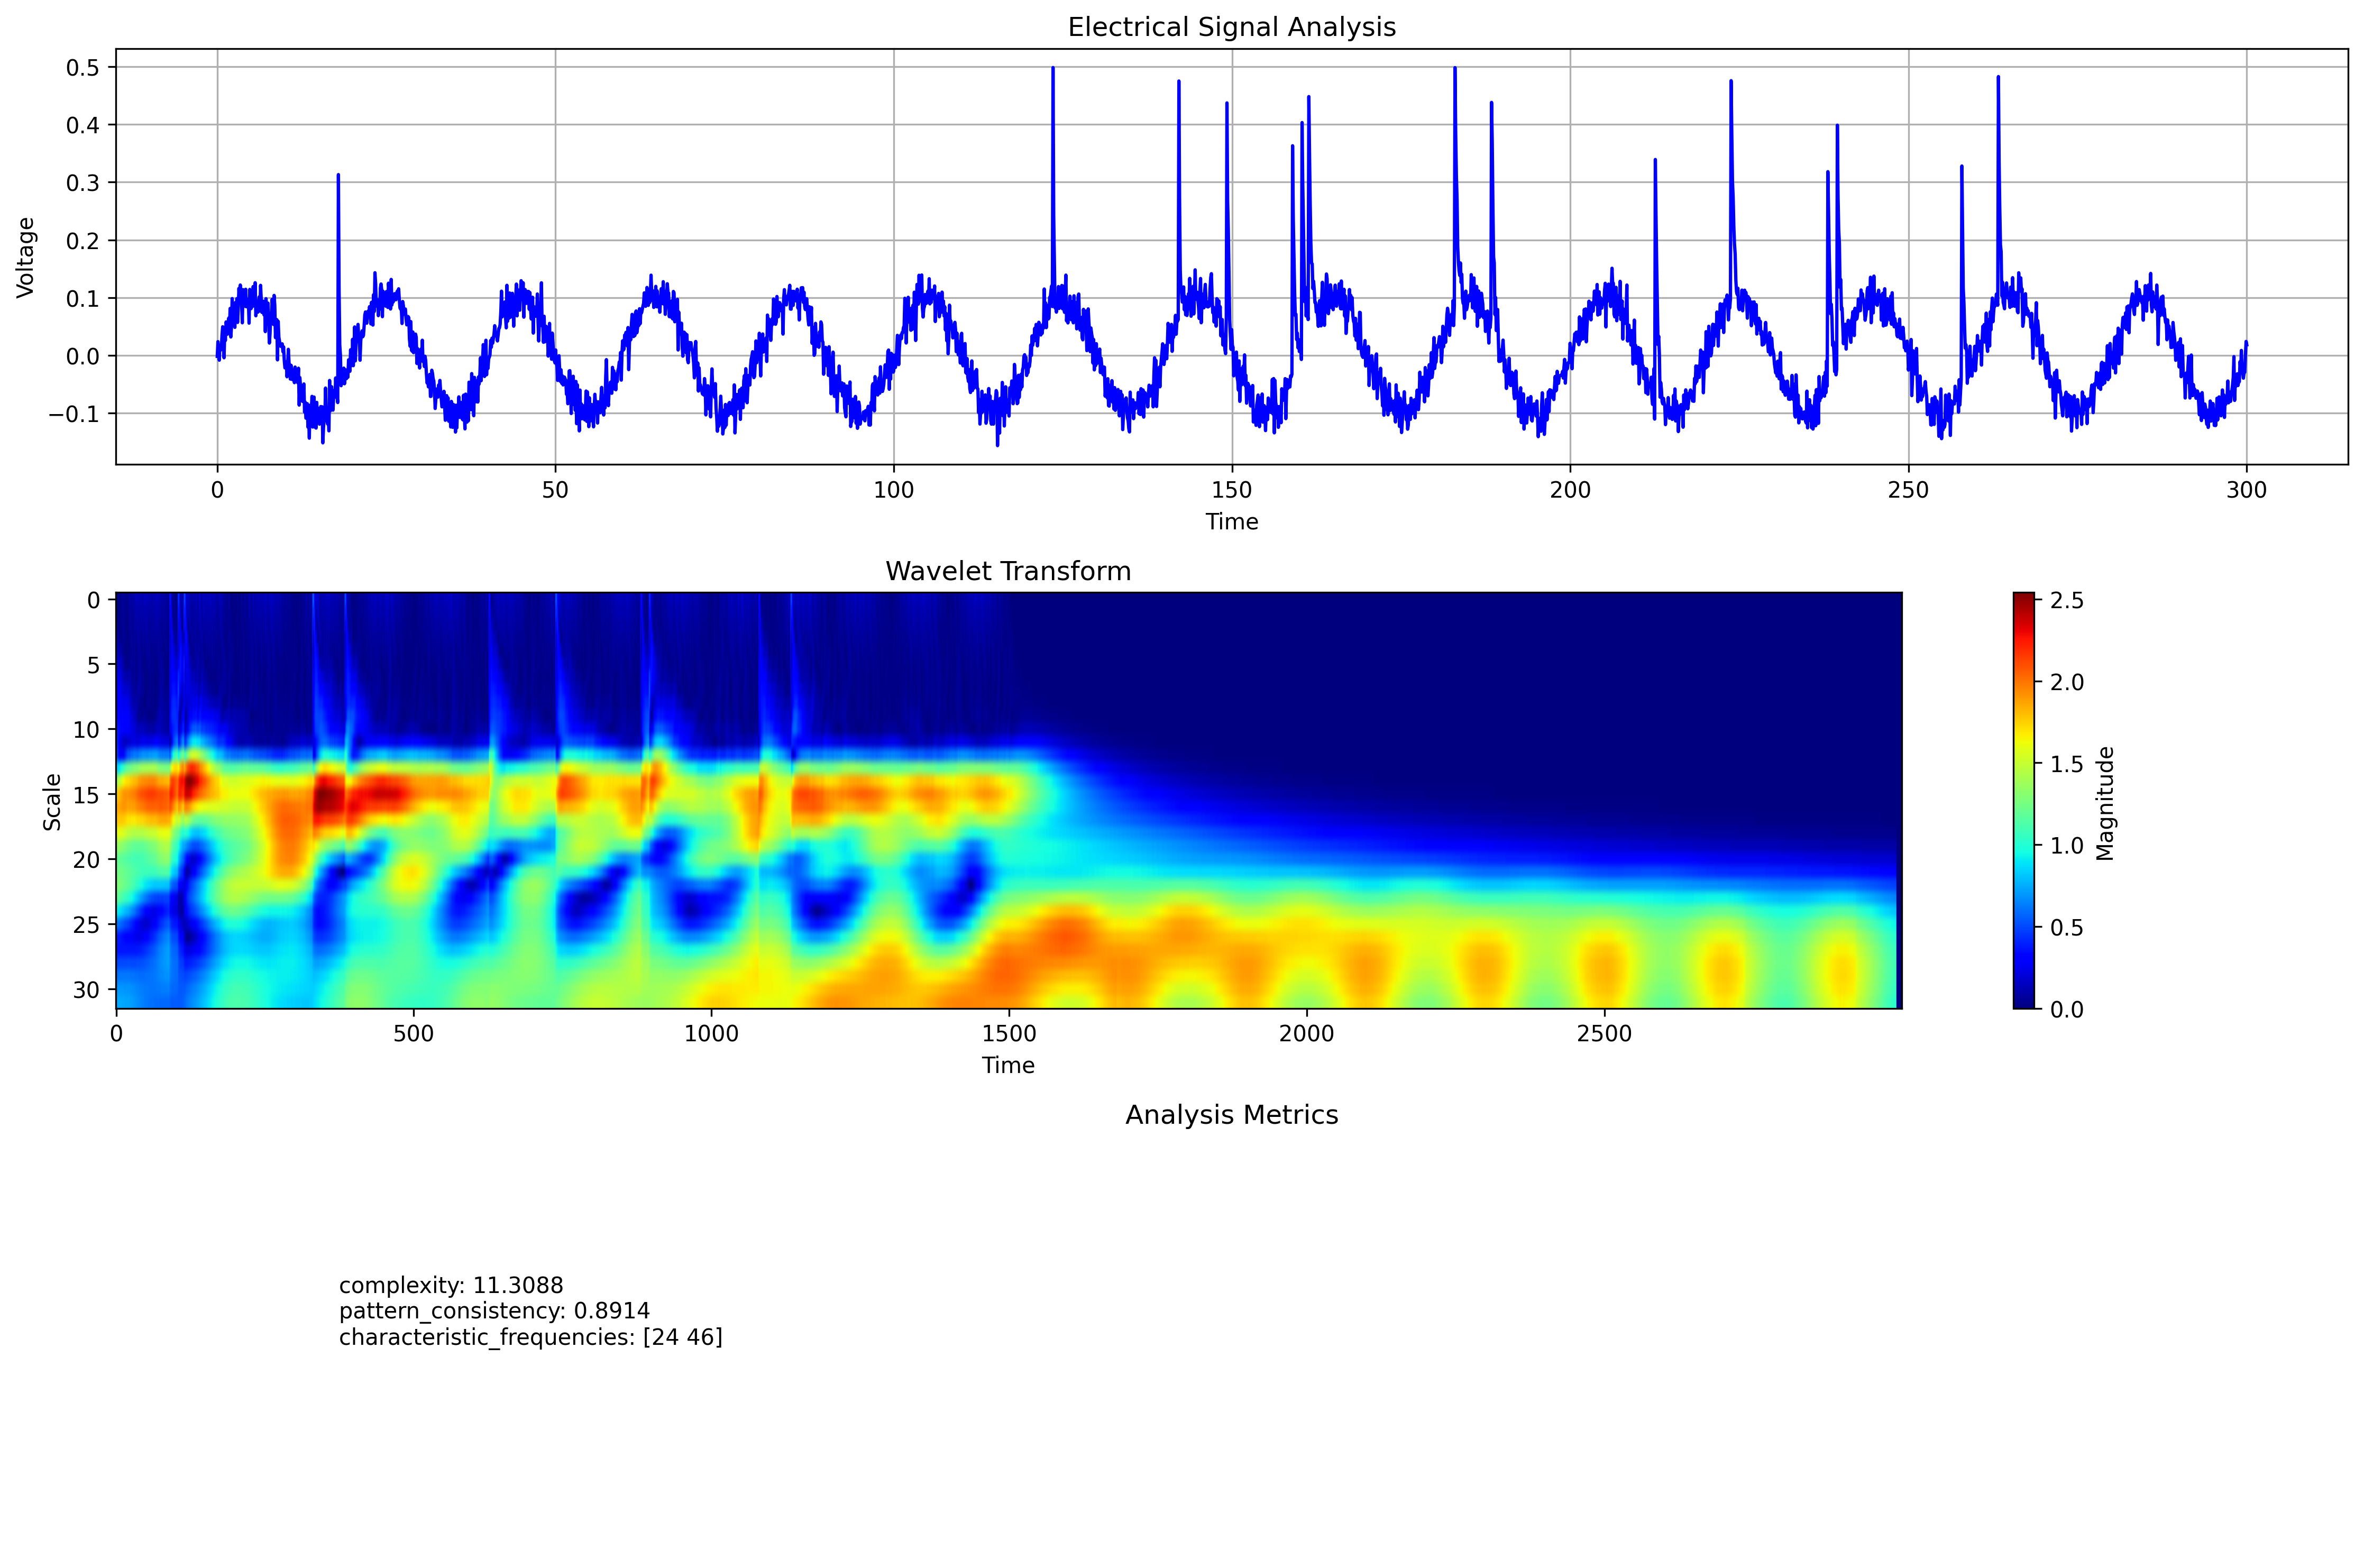 Electrical Signal Analysis
Voltage
0.5
0.4
0.3
0.2
0.1
0.0
−0.1
0 50 100 150 200 250 300
Time
Wavelet Transform
Scale
0
5
10
15
20
25
30
0 500 1000 1500 2000 2500
Time
2.5
2.0
1.5
1.0
0.5
0.0
Magnitude
Analysis Metrics
complexity: 11.3088
pattern_consistency: 0.8914
characteristic_frequencies: [24 46]